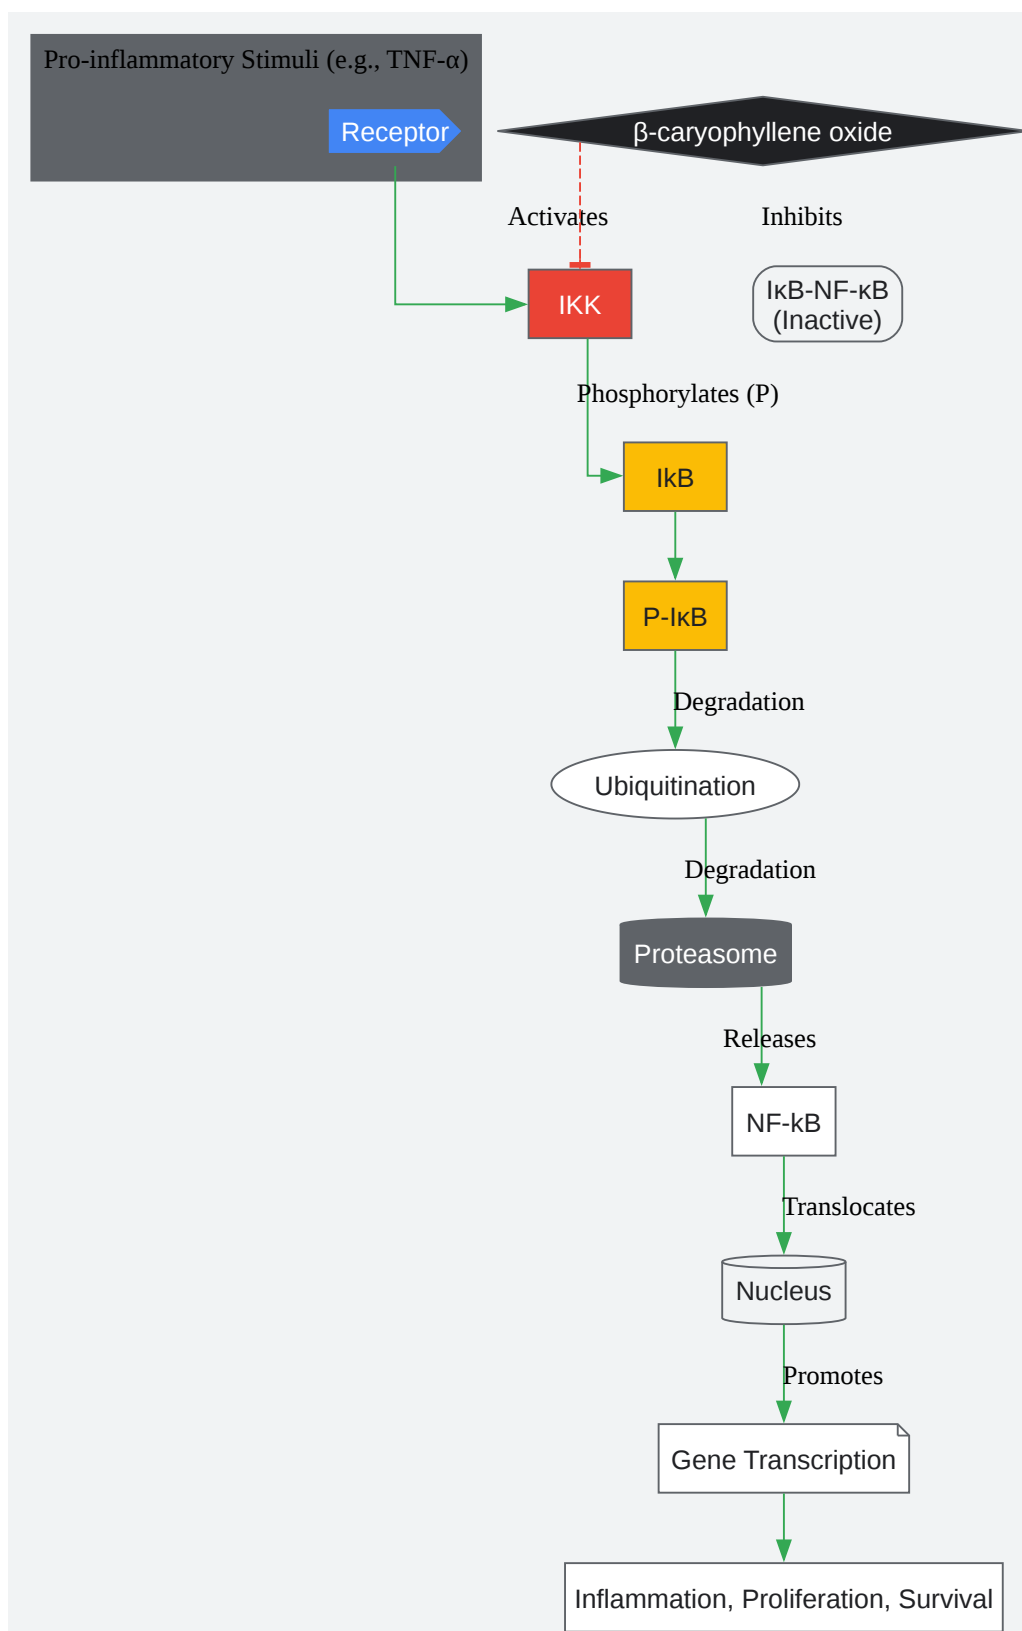 Pro-inflammatory Stimuli (e.g., TNF-α)
Receptor
β-caryophyllene oxide
Activates
Inhibits
IKK
IκB-NF-κB
(Inactive)
Phosphorylates (P)
IkB
P-IκB
Degradation
Ubiquitination
Degradation
Proteasome
Releases
NF-kB
Translocates
Nucleus
Promotes
Gene Transcription
Inflammation, Proliferation, Survival